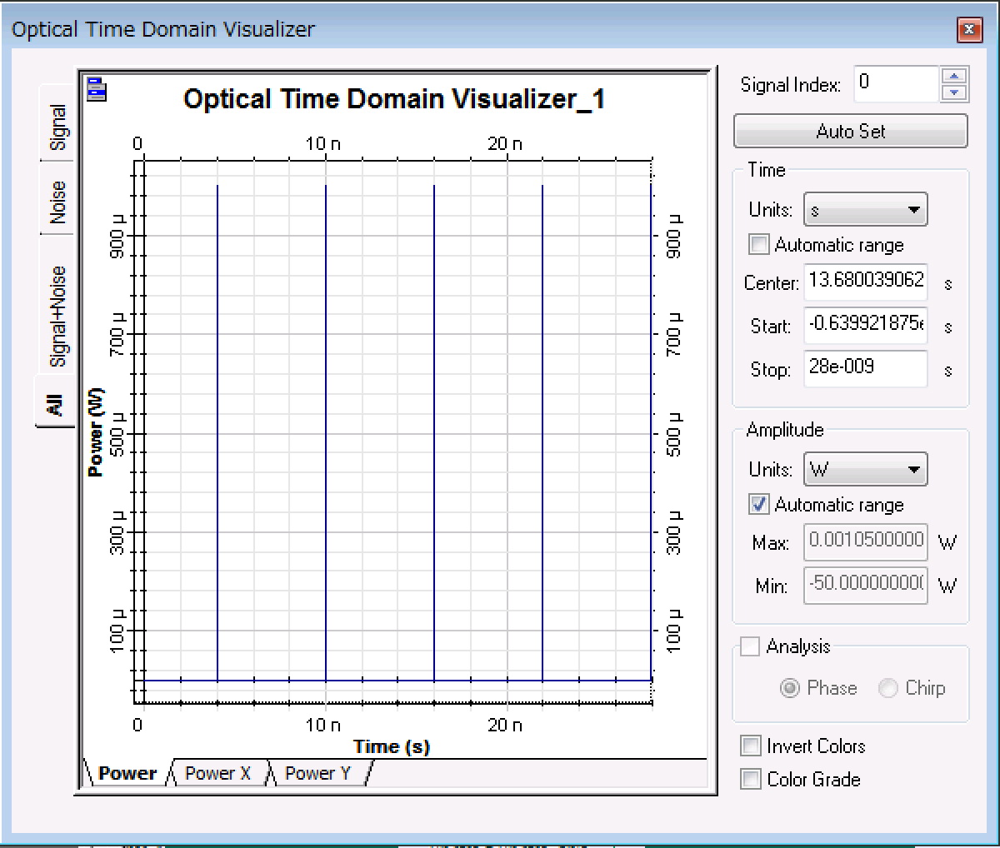 Optical Time Domain Visualizer
Signal
Noise
Signal+Noise
All
Optical Time Domain Visualizer_1
0 10 n 20 n
900 µ
700 µ
500 µ
300 µ
100 µ
Power (W)
900 µ
700 µ
500 µ
300 µ
100 µ
0 10 n 20 n
Time (s)
Power Power X Power Y
Signal Index: 0
Auto Set
Time
Units: s
Automatic range
Center: 13.680039062 s
Start: -0.639921875e s
Stop: 28e-009 s
Amplitude
Units: W
Automatic range
Max: 0.0010500000 W
Min: -50.000000000 W
Analysis
Phase Chirp
Invert Colors
Color Grade